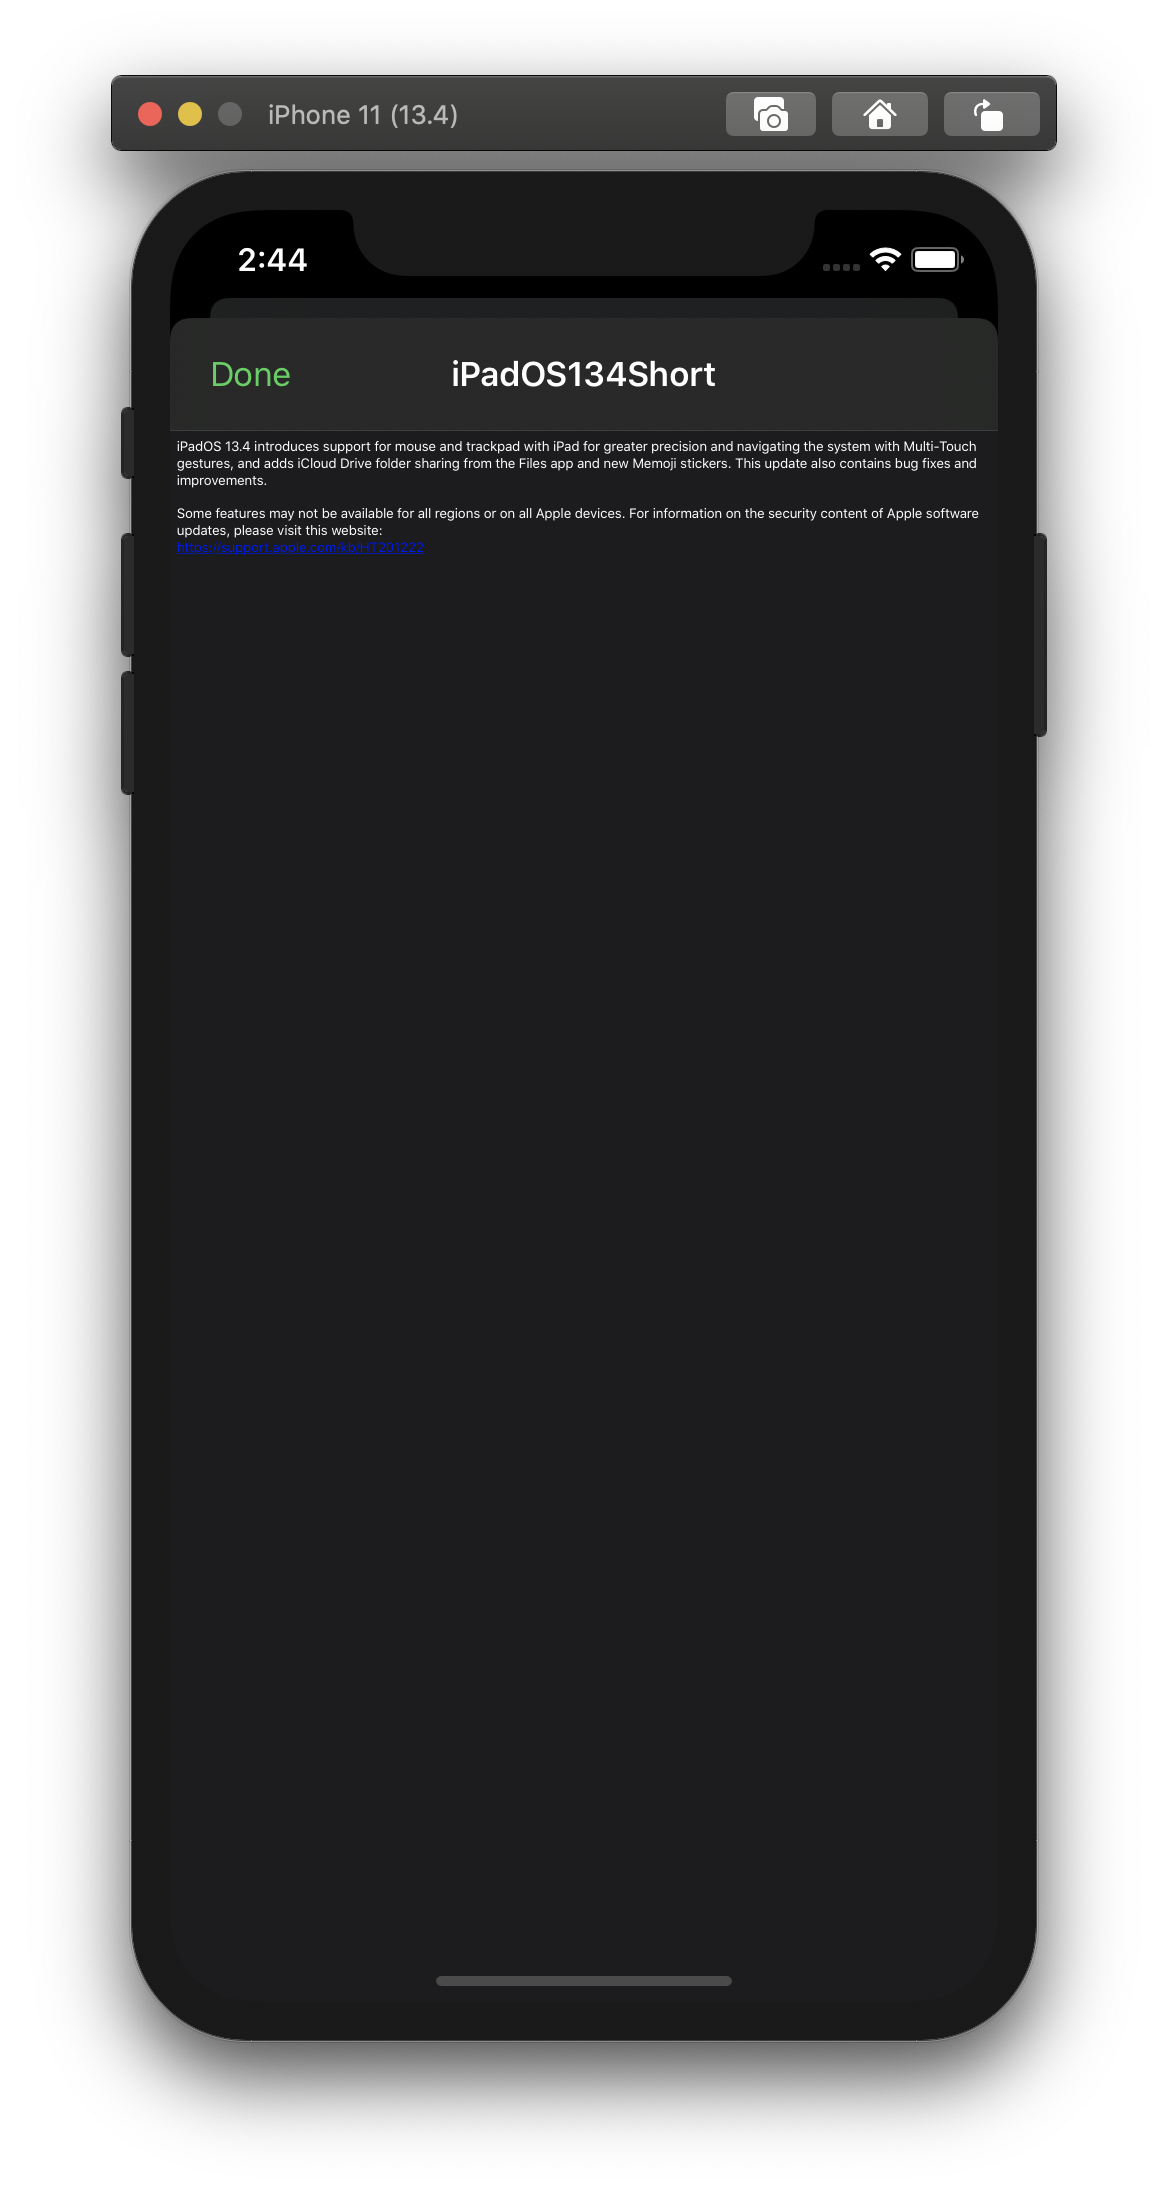 iPhone 11 (13.4)
2:44
Done
iPadOS134Short
iPadOS 13.4 introduces support for mouse and trackpad with iPad for greater precision and navigating the system with Multi-Touch
gestures, and adds iCloud Drive folder sharing from the Files app and new Memoji stickers. This update also contains bug fixes and
improvements.
Some features may not be available for all regions or on all Apple devices. For information on the security content of Apple software
updates, please visit this website:
https://support.apple.com/kb/HT201222